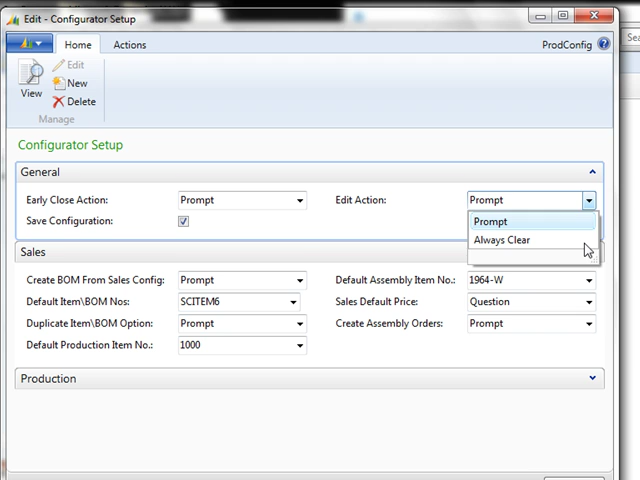 Edit - Configurator Setup
Home
Actions
ProdConfig
View
Edit
New
Delete
Manage
Configurator Setup
General
Early Close Action: Prompt
Edit Action: Prompt
Save Configuration:
Prompt
Always Clear
Sales
Create BOM From Sales Config: Prompt
Default Assembly Item No.: 1964-W
Default Item\BOM Nos: SCITEM6
Sales Default Price: Question
Duplicate Item\BOM Option: Prompt
Create Assembly Orders: Prompt
Default Production Item No.: 1000
Production